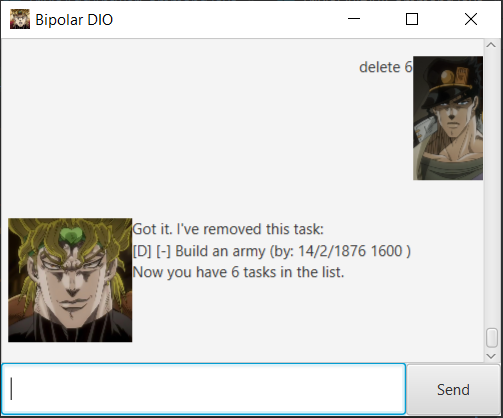 Bipolar DIO
delete 6
Got it. I've removed this task:
[D] [-] Build an army (by: 14/2/1876 1600 )
Now you have 6 tasks in the list.
Send